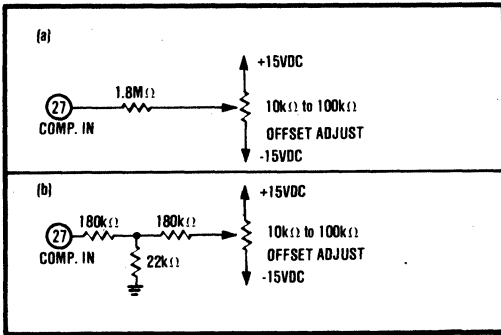 (a)
+15VDC
1.8MΩ
27
10kΩ to 100kΩ
COMP. IN
OFFSET ADJUST
-15VDC
(b)
+15VDC
180kΩ 180kΩ
27
10kΩ to 100kΩ
COMP. IN
OFFSET ADJUST
22kΩ
-15VDC